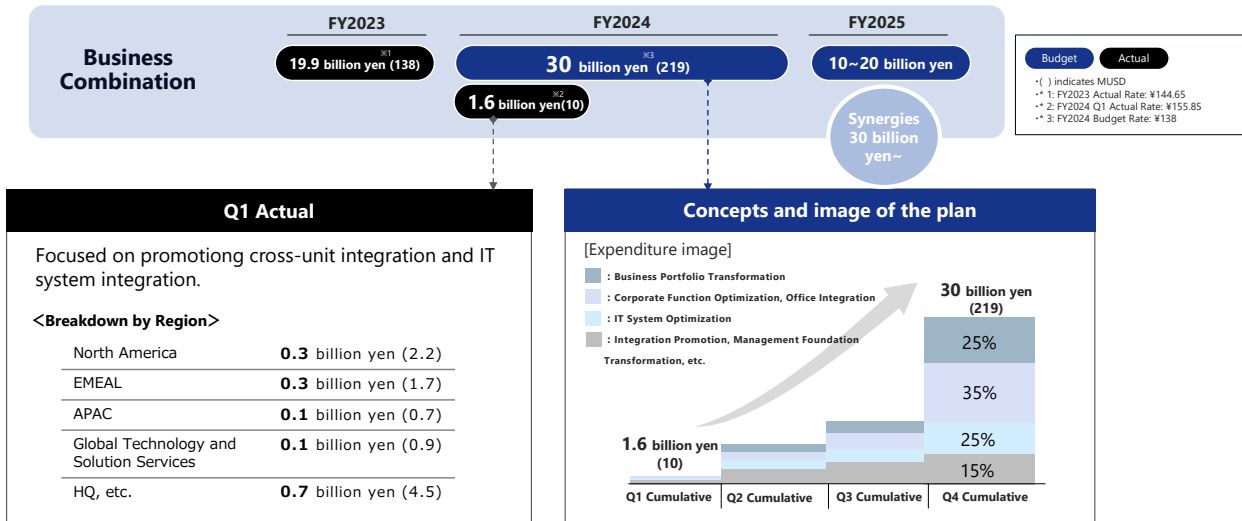 FY2023
FY2024
FY2025
Business
Combination
※1
19.9 billion yen (138)
※3
30 billion yen (219)
10~20 billion yen
※2
1.6 billion yen(10)
Synergies
30 billion
yen~
Budget
Actual
・( ) indicates MUSD
・* 1: FY2023 Actual Rate: ¥144.65
・* 2: FY2024 Q1 Actual Rate: ¥155.85
・* 3: FY2024 Budget Rate: ¥138
Q1 Actual
Focused on promotiong cross-unit integration and IT
system integration.
<Breakdown by Region>
North America 0.3 billion yen (2.2)
EMEAL 0.3 billion yen (1.7)
APAC 0.1 billion yen (0.7)
Global Technology and
Solution Services 0.1 billion yen (0.9)
HQ, etc. 0.7 billion yen (4.5)
Concepts and image of the plan
[Expenditure image]
: Business Portfolio Transformation
: Corporate Function Optimization, Office Integration
: IT System Optimization
: Integration Promotion, Management Foundation
Transformation, etc.
30 billion yen
(219)
25%
35%
25%
15%
1.6 billion yen
(10)
Q1 Cumulative
Q2 Cumulative
Q3 Cumulative
Q4 Cumulative